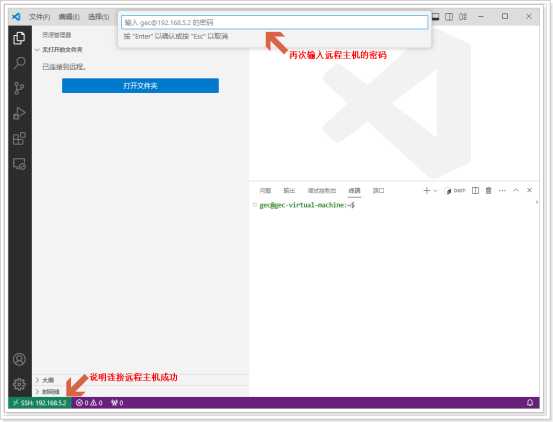 文件(F) 编辑(E) 选择(S)
输入 gec@192.168.5.2 的密码
按 "Enter" 以确认或按 "Esc" 以取消
再次输入远程主机的密码
资源管理器
无打开的文件夹
已连接到远程。
打开文件夹
问题 输出 调试控制台 终端 端口
bash
gec@gec-virtual-machine:~$
说明连接远程主机成功
大纲
时间线
SSH: 192.168.5.2 0 0 0